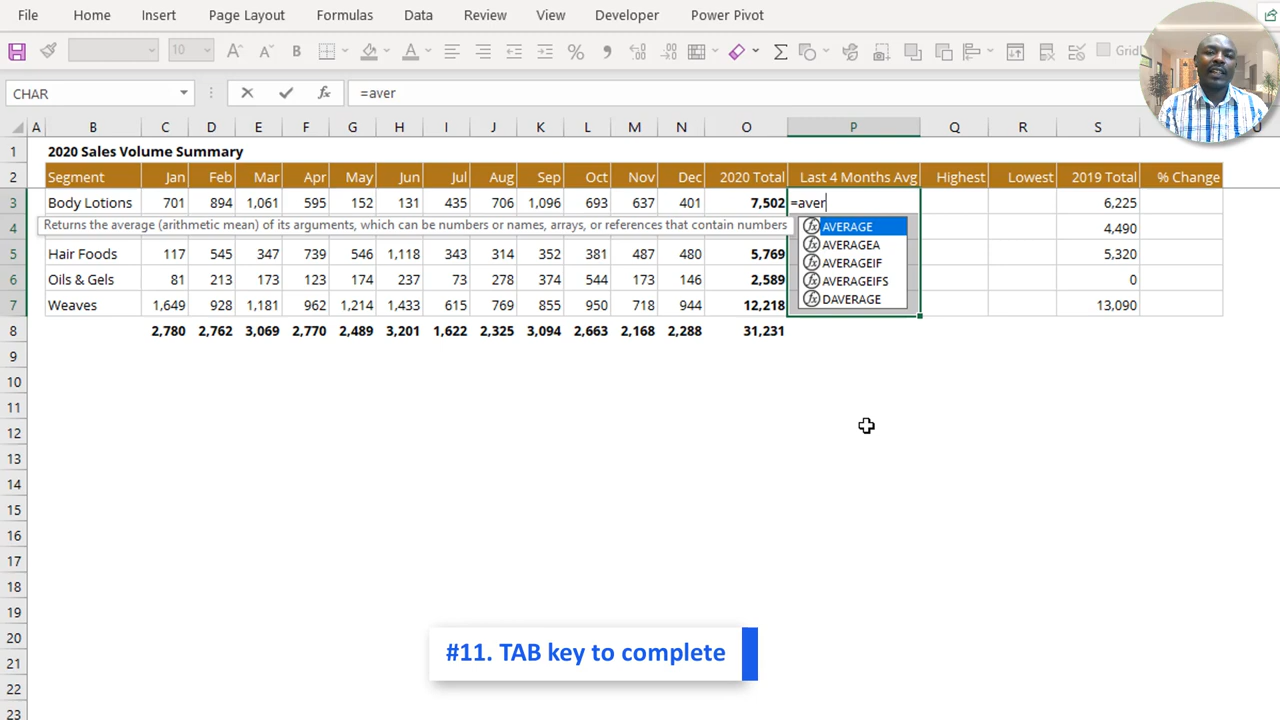 File Home Insert Page Layout Formulas Data Review View Developer Power Pivot
10 A A B A % , .00 Σ Grid
CHAR fx =aver
A B C D E F G H I J K L M N O P Q R S U
1 2020 Sales Volume Summary
2 Segment Jan Feb Mar Apr May Jun Jul Aug Sep Oct Nov Dec 2020 Total Last 4 Months Avg Highest Lowest 2019 Total % Change
3 Body Lotions 701 894 1,061 595 152 131 435 706 1,096 693 637 401 7,502 =aver 6,225
Returns the average (arithmetic mean) of its arguments, which can be numbers or names, arrays, or references that contain numbers
fx AVERAGE
4 4,490
fx AVERAGEA
5 Hair Foods 117 545 347 739 546 1,118 343 314 352 381 487 480 5,769 5,320
fx AVERAGEIF
6 Oils & Gels 81 213 173 123 174 237 73 278 374 544 173 146 2,589 0
fx AVERAGEIFS
fx DAVERAGE
7 Weaves 1,649 928 1,181 962 1,214 1,433 615 769 855 950 718 944 12,218 13,090
8 2,780 2,762 3,069 2,770 2,489 3,201 1,622 2,325 3,094 2,663 2,168 2,288 31,231
9
10
11
12
13
14
15
16
17
18
19
20
21
22
23
#11. TAB key to complete